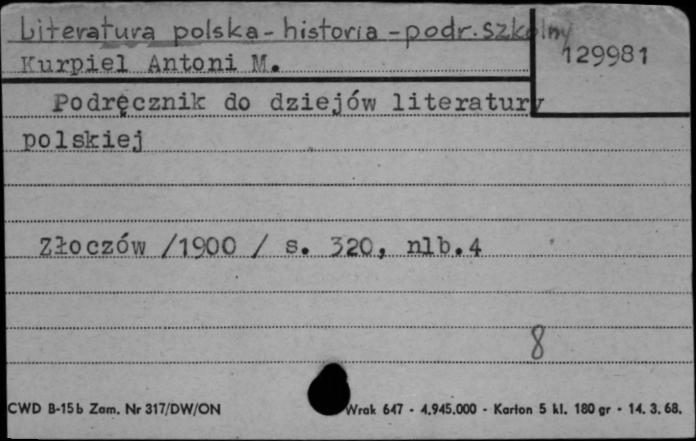 Literatura polska - historia - podr. szkolny
129981
Kurpiel Antoni M.
Podręcznik do dziejów literatury
polskiej
Złoczów /1900 / s. 320, nlb.4
8
CWD B-15b Zam. Nr 317/DW/ON Wrak 647 - 4.945.000 - Karton 5 kl. 180 gr - 14. 3. 68.